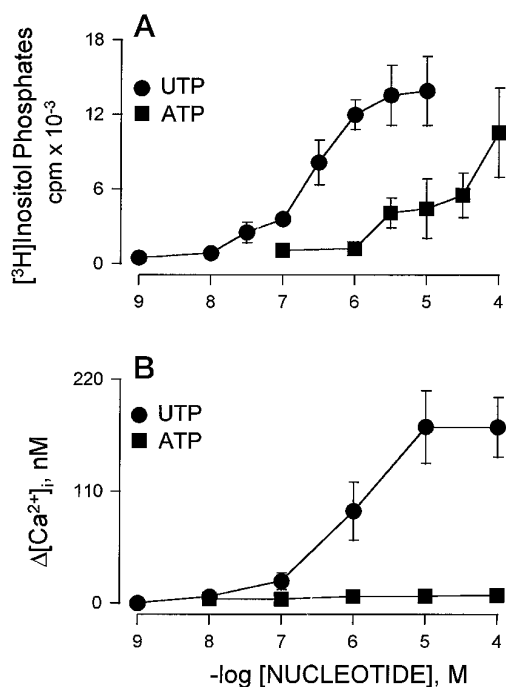 A
[³H]Inositol Phosphates
cpm x 10⁻³
18
12
6
0
UTP
ATP
9 8 7 6 5 4
B
Δ[Ca²⁺]ᵢ, nM
220
110
0
UTP
ATP
9 8 7 6 5 4
-log [NUCLEOTIDE], M